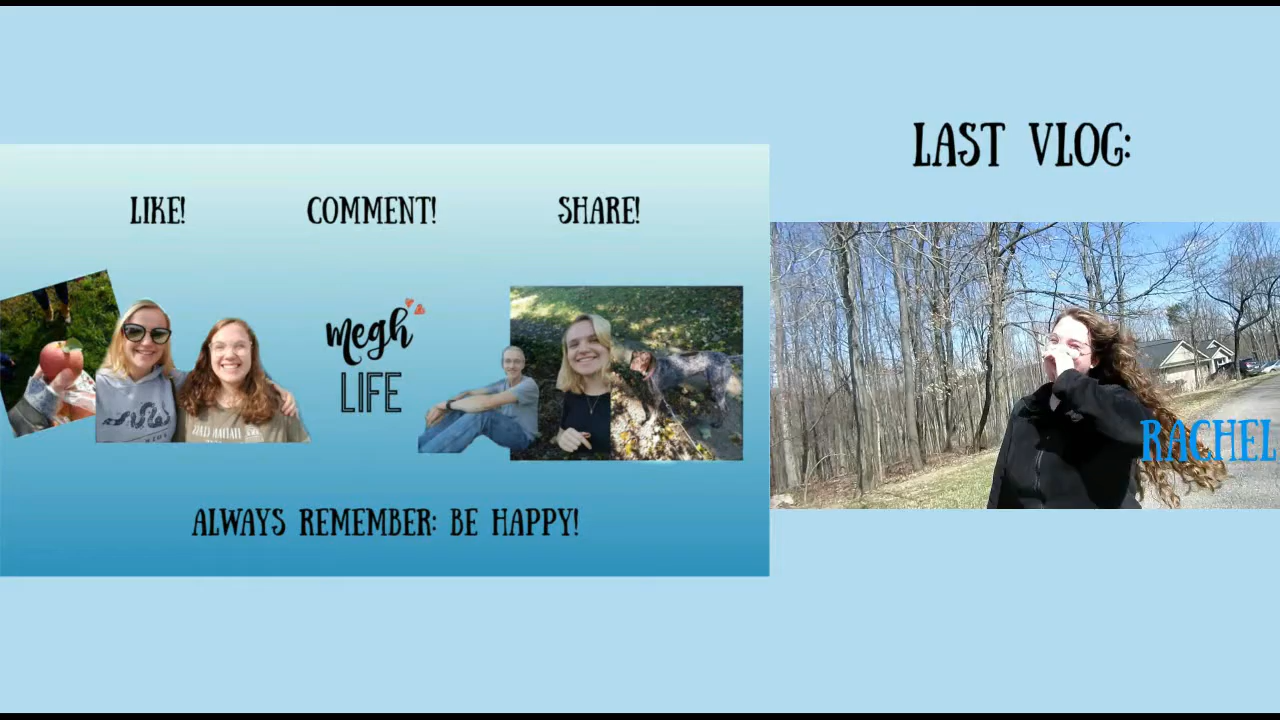 LAST VLOG:
LIKE! COMMENT! SHARE!
megh
LIFE
RACHEL
ALWAYS REMEMBER: BE HAPPY!